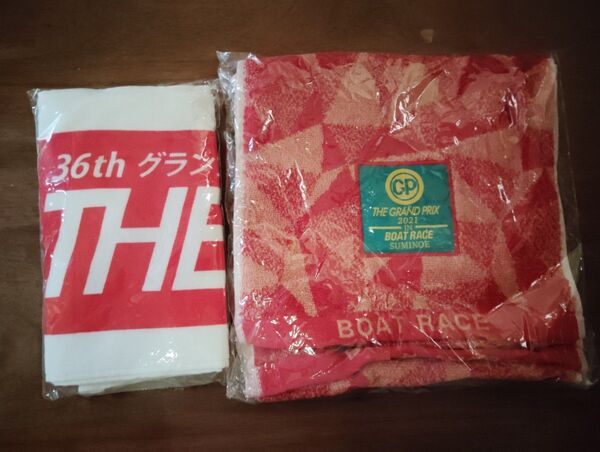 36th グラン
THE
GP
THE GRAND PRIX
2021
IN
BOAT RACE
SUMINOE
BOAT RACE